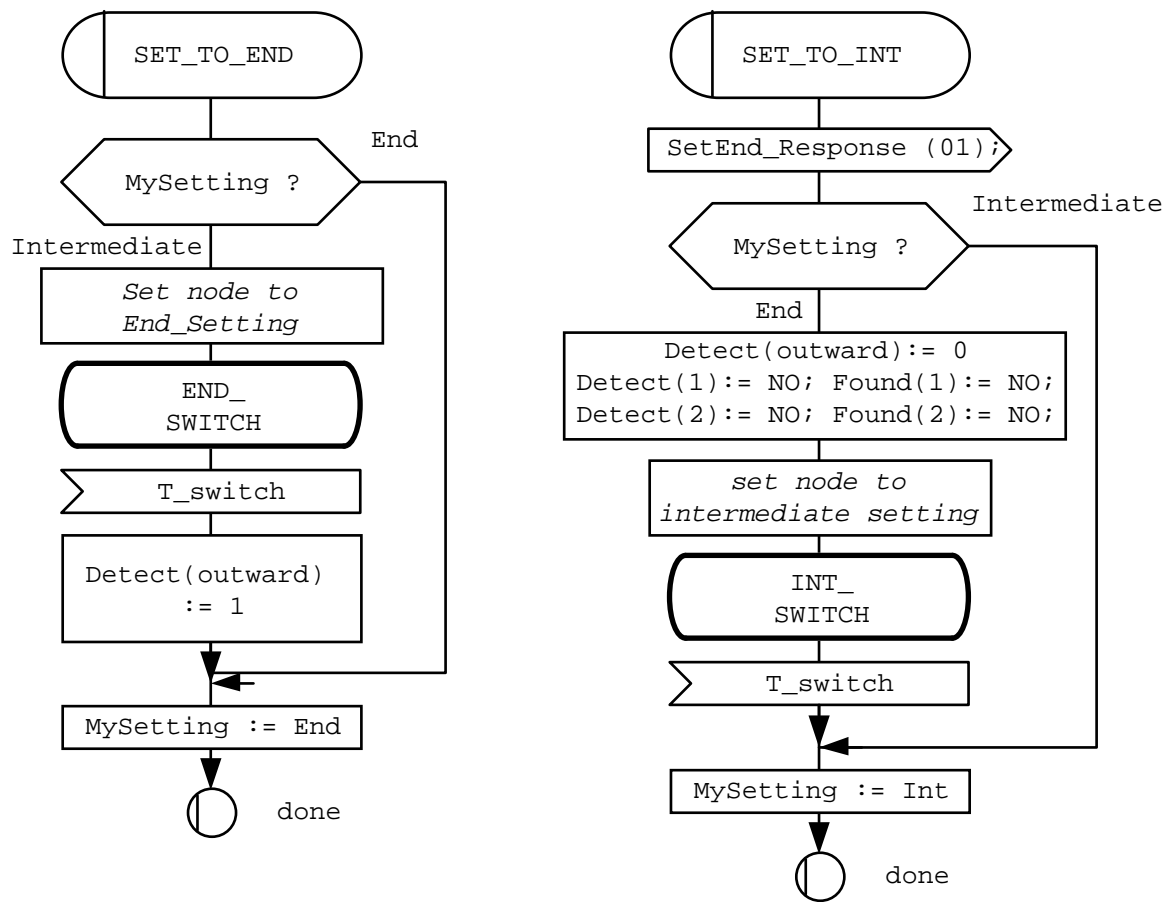 SET_TO_END
End
MySetting ?
Intermediate
Set node to
End_Setting
END_
SWITCH
T_switch
Detect(outward)
:= 1
MySetting := End
done
SET_TO_INT
SetEnd_Response (01);
Intermediate
MySetting ?
End
Detect(outward):= 0
Detect(1):= NO; Found(1):= NO;
Detect(2):= NO; Found(2):= NO;
set node to
intermediate setting
INT_
SWITCH
T_switch
MySetting := Int
done